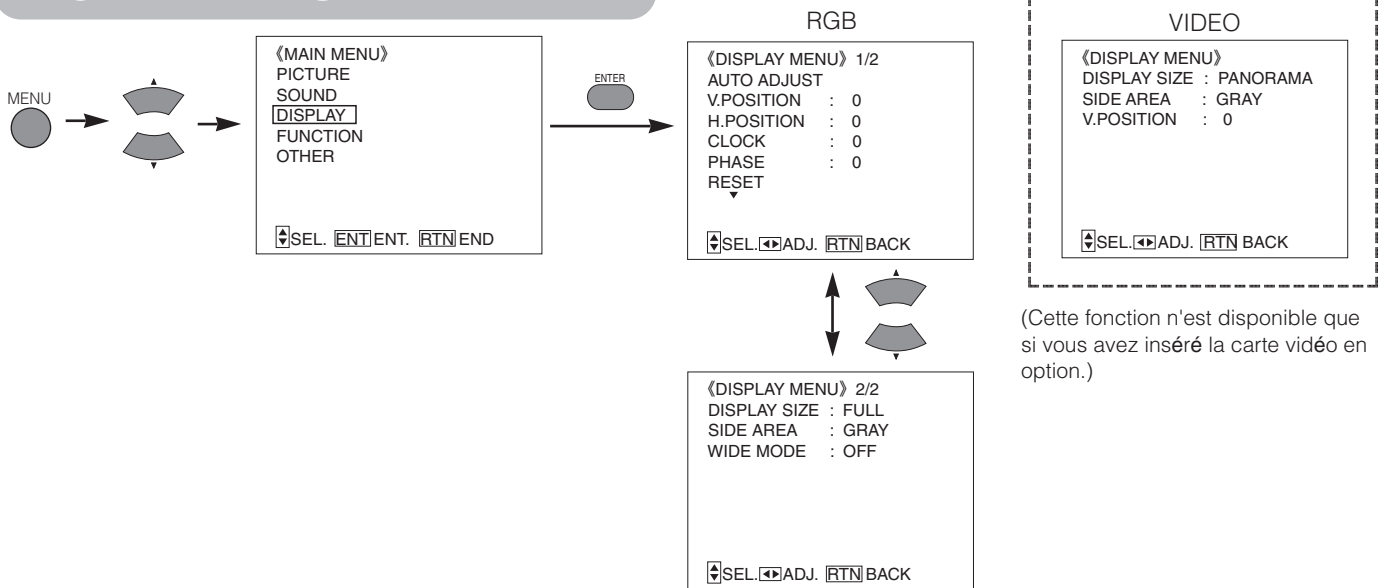 MENU
《MAIN MENU》
PICTURE
SOUND
DISPLAY
FUNCTION
OTHER
SEL. ENT ENT. RTN END
ENTER
RGB
《DISPLAY MENU》 1/2
AUTO ADJUST
V.POSITION : 0
H.POSITION : 0
CLOCK : 0
PHASE : 0
RESET
SEL. ADJ. RTN BACK
《DISPLAY MENU》 2/2
DISPLAY SIZE : FULL
SIDE AREA : GRAY
WIDE MODE : OFF
SEL. ADJ. RTN BACK
VIDEO
《DISPLAY MENU》
DISPLAY SIZE : PANORAMA
SIDE AREA : GRAY
V.POSITION : 0
SEL. ADJ. RTN BACK
(Cette fonction n'est disponible que
si vous avez inséré la carte vidéo en
option.)